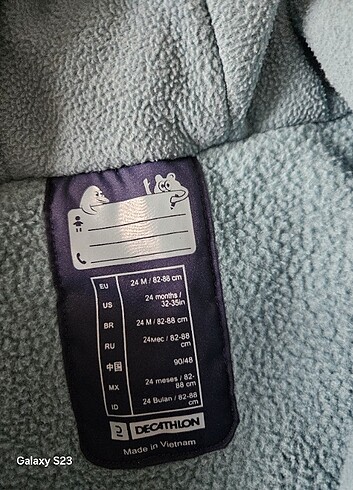 EU 24 M / 82-88 cm
US 24 months /
32-35in
BR 24 M / 82-88 cm
RU 24мес / 82-88
cm
中国 90/48
MX 24 meses / 82-
88 cm
ID 24 Bulan / 82-88
cm
DECATHLON
Made in Vietnam
Galaxy S23